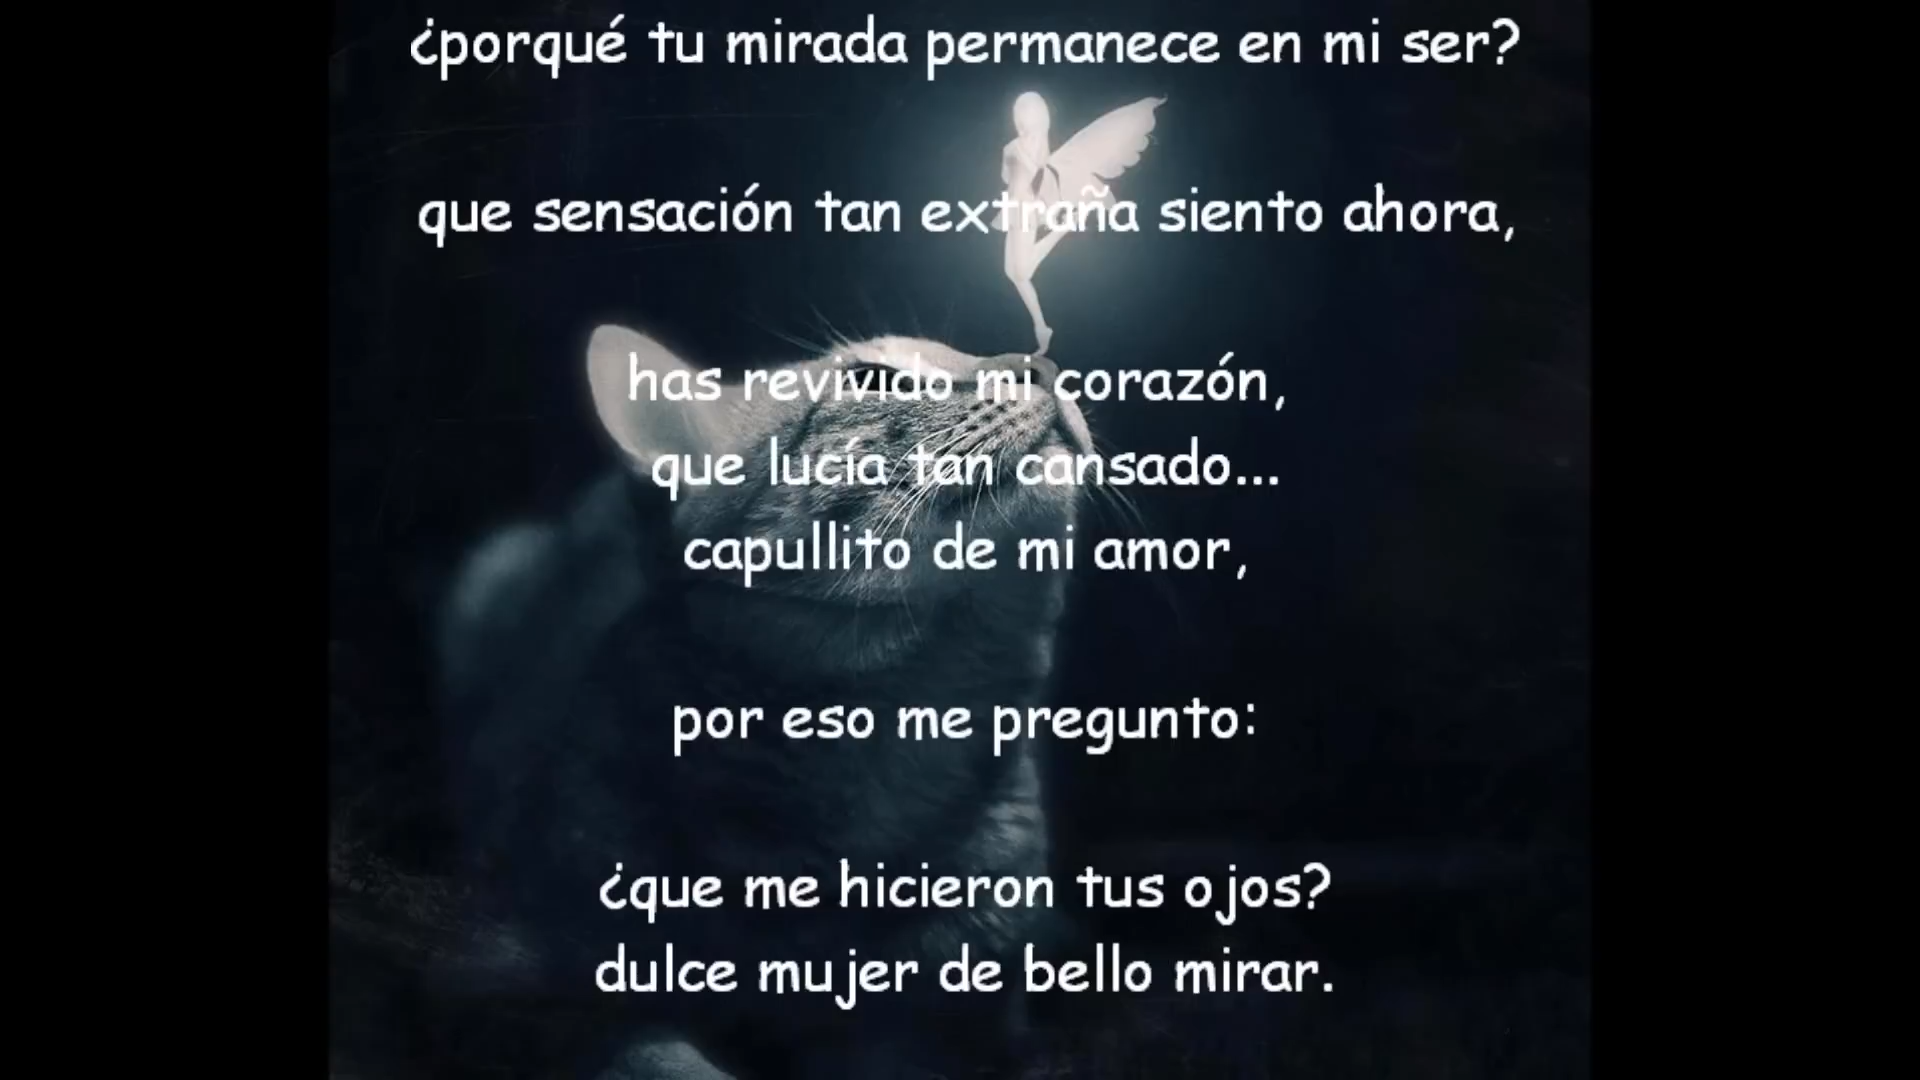 ¿porqué tu mirada permanece en mi ser?
que sensación tan extraña siento ahora,
has revivido mi corazón,
que lucía tan cansado...
capullito de mi amor,
por eso me pregunto:
¿que me hicieron tus ojos?
dulce mujer de bello mirar.